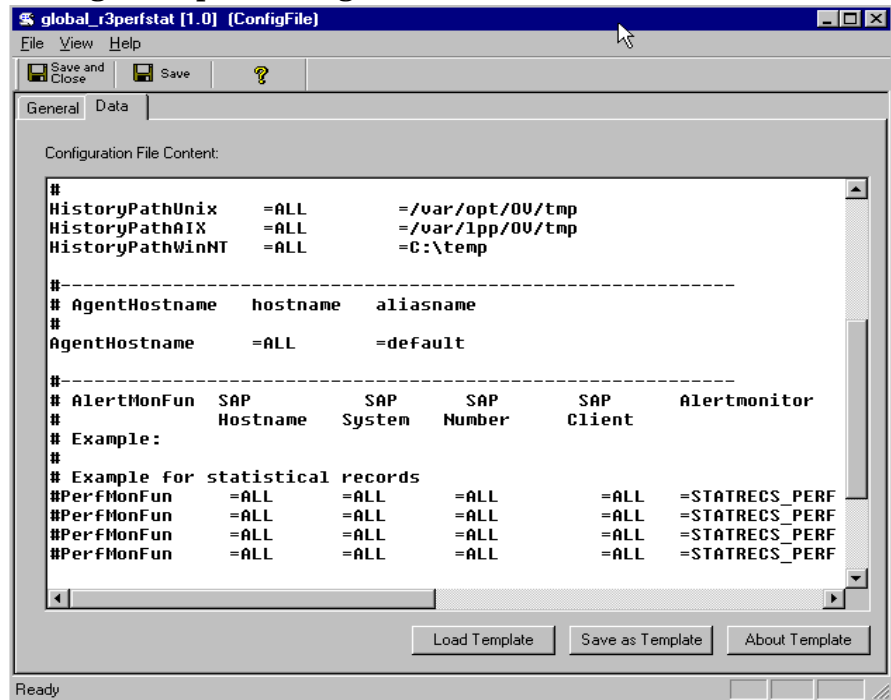 global_r3perfstat [1.0] (ConfigFile)
File View Help
Save and Close Save
General Data
Configuration File Content:
#
HistoryPathUnix =ALL =/var/opt/OV/tmp
HistoryPathAIX =ALL =/var/lpp/OV/tmp
HistoryPathWinNT =ALL =C:\temp
#--------------------------------------------------------------
# AgentHostname hostname aliasname
#
AgentHostname =ALL =default
#--------------------------------------------------------------
# AlertMonFun SAP SAP SAP SAP Alertmonitor
# Hostname System Number Client
# Example:
#
# Example for statistical records
#PerfMonFun =ALL =ALL =ALL =ALL =STATRECS_PERF
#PerfMonFun =ALL =ALL =ALL =ALL =STATRECS_PERF
#PerfMonFun =ALL =ALL =ALL =ALL =STATRECS_PERF
#PerfMonFun =ALL =ALL =ALL =ALL =STATRECS_PERF
Load Template Save as Template About Template
Ready